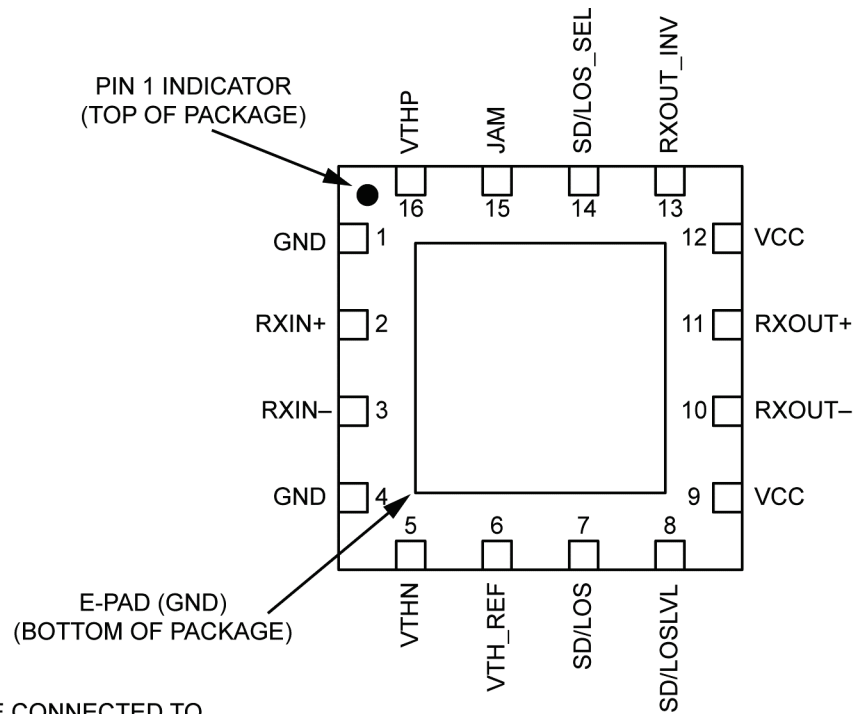 PIN 1 INDICATOR
(TOP OF PACKAGE)
VTHP
JAM
SD/LOS_SEL
RXOUT_INV
16
15
14
13
GND
1
12
VCC
RXIN+
2
11
RXOUT+
RXIN–
3
10
RXOUT–
GND
4
9
VCC
5
6
7
8
E-PAD (GND)
(BOTTOM OF PACKAGE)
VTHN
VTH_REF
SD/LOS
SD/LOSLVL
CONNECTED TO